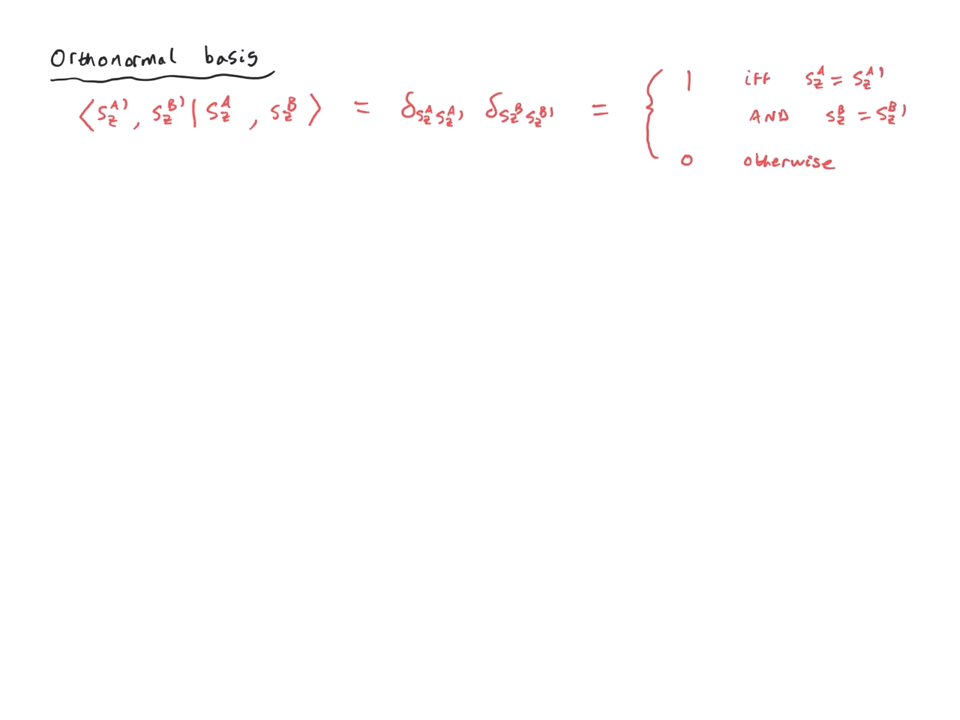 Orthonormal basis
⟨s_z^A', s_z^B' | s_z^A, s_z^B⟩ = δ_{s_z^A s_z^A'} δ_{s_z^B s_z^B'} = { 1 iff s_z^A = s_z^A'
AND s_z^B = s_z^B'
0 otherwise